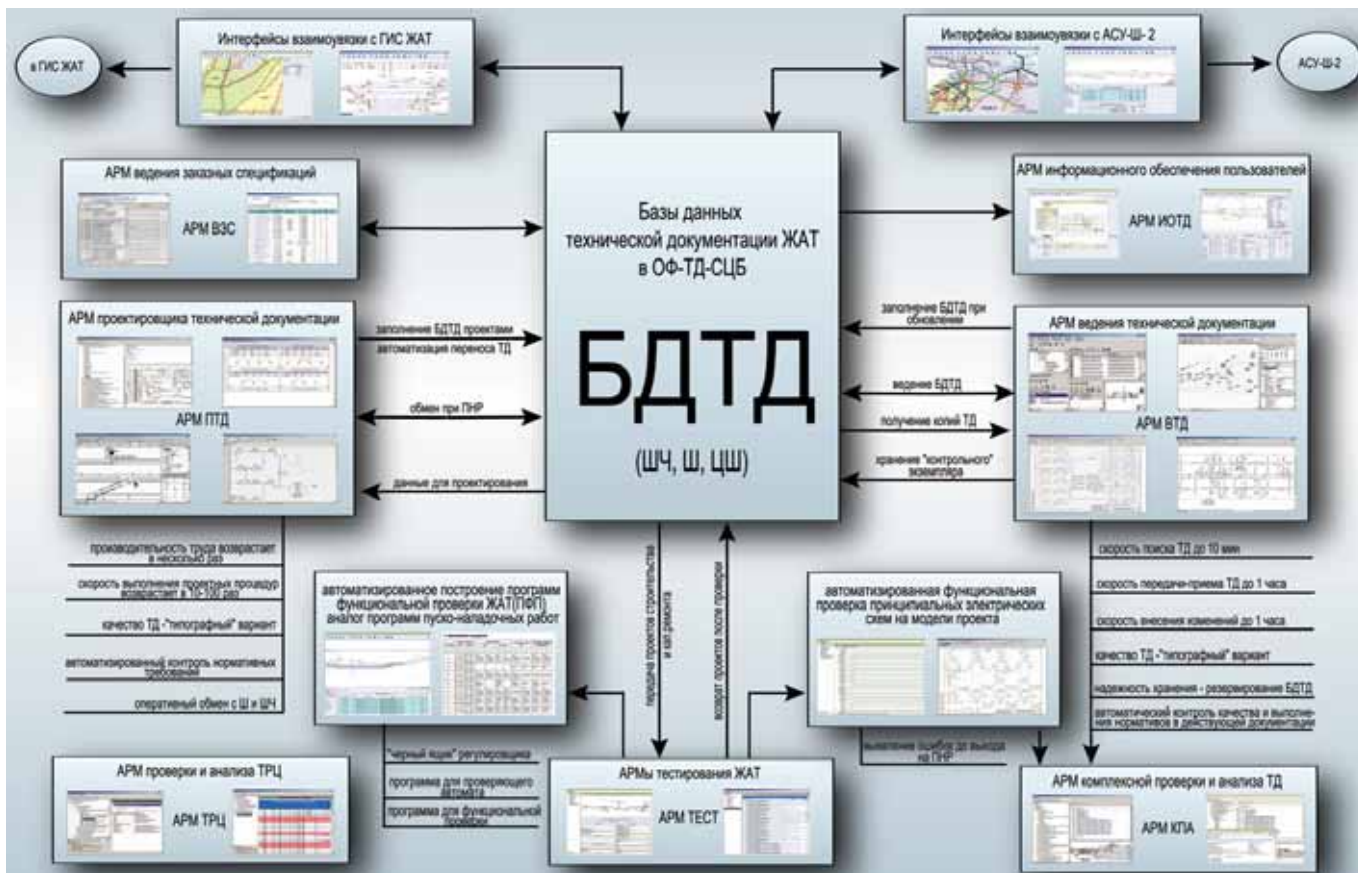 Интерфейсы взаимоувязки с ГИС ЖАТ
в ГИС ЖАТ
Интерфейсы взаимоувязки с АСУ-Ш- 2
АСУ-Ш-2
АРМ ведения заказных спецификаций
АРМ ВЗС
Базы данных
технической документации ЖАТ
в ОФ-ТД-СЦБ
БДТД
(ШЧ, Ш, ЦШ)
АРМ информационного обеспечения пользователей
АРМ ИОТД
АРМ проектировщика технической документации
АРМ ПТД
заполнение БДТД проектами
автоматизация переноса ТД
обмен при ПНР
данные для проектирования
заполнение БДТД при
обновлении
ведение БДТД
получение копий ТД
хранение "контрольного"
экземпляра
АРМ ведения технической документации
АРМ ВТД
производительность труда возрастает
в несколько раз
скорость выполнения проектных процедур
возрастает в 10-100 раз
качество ТД -"типографный" вариант
автоматизированный контроль нормативных
требований
оперативный обмен с Ш и ШЧ
автоматизированное построение программ
функциональной проверки ЖАТ(ПФП)
аналог программ пуско-наладочных работ
передача проектов строительства
и кап.ремонта
возврат проектов после проверки
автоматизированная функциональная
проверка принципиальных электрических
схем на модели проекта
скорость поиска ТД до 10 мин
скорость передачи-приема ТД до 1 часа
скорость внесения изменений до 1 часа
качество ТД -"типографный" вариант
надежность хранения - резервирование БДТД
автоматический контроль качества и выполне-
ния нормативов в действующей документации
"черный ящик" регулировщика
программа для проверяющего
автомата
программа для функциональной
проверки
выявление ошибок до выхода
на ПНР
АРМ проверки и анализа ТРЦ
АРМ ТРЦ
АРМы тестирования ЖАТ
АРМ ТЕСТ
АРМ комплексной проверки и анализа ТД
АРМ КПА